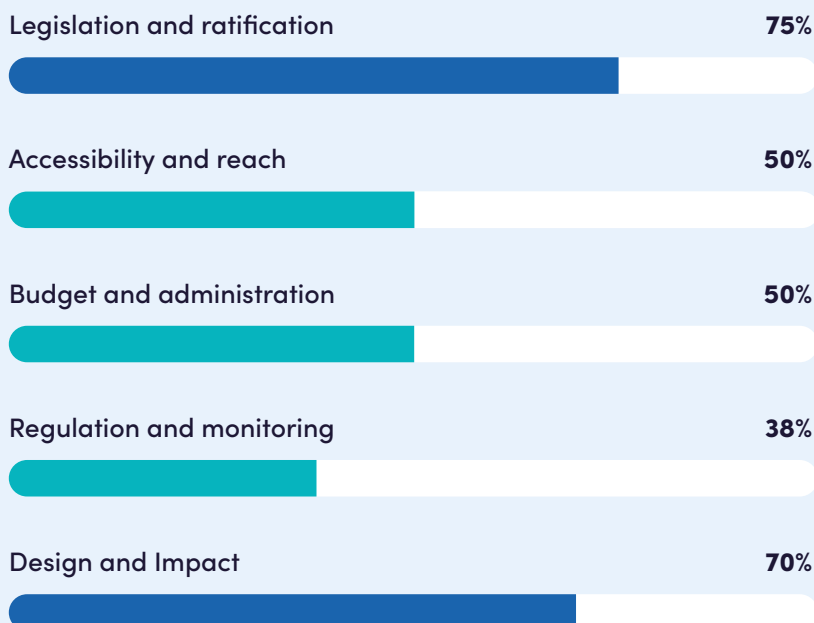 Legislation and ratification 75%
Accessibility and reach 50%
Budget and administration 50%
Regulation and monitoring 38%
Design and Impact 70%